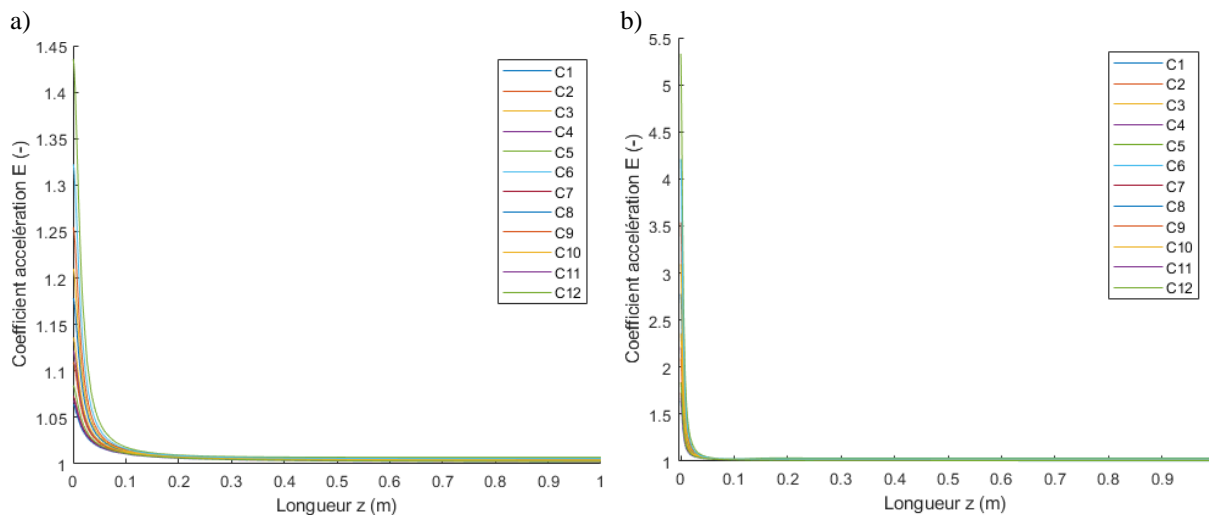 a)
1.45
1.4
1.35
1.3
1.25
1.2
1.15
1.1
1.05
1
Coefficient accelération E (-)
0
0.1
0.2
0.3
0.4
0.5
0.6
0.7
0.8
0.9
1
Longueur z (m)
C1
C2
C3
C4
C5
C6
C7
C8
C9
C10
C11
C12
b)
5.5
5
4.5
4
3.5
3
2.5
2
1.5
1
Coefficient accelération E (-)
0
0.1
0.2
0.3
0.4
0.5
0.6
0.7
0.8
0.9
Longueur z (m)
C1
C2
C3
C4
C5
C6
C7
C8
C9
C10
C11
C12